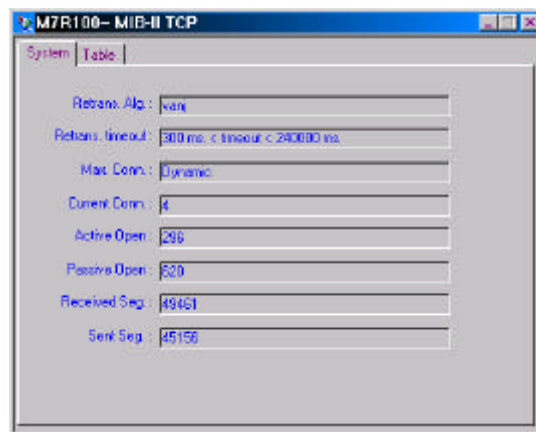 M7R100– MIB-II TCP
System Table
Retrans. Alg.: vanj
Retrans. timeout: 300 ms. < timeout < 240000 ms.
Max. Conn.: Dynamic
Current Conn.: 4
Active Open: 296
Passive Open: 620
Received Seg.: 49461
Sent Seg.: 45156